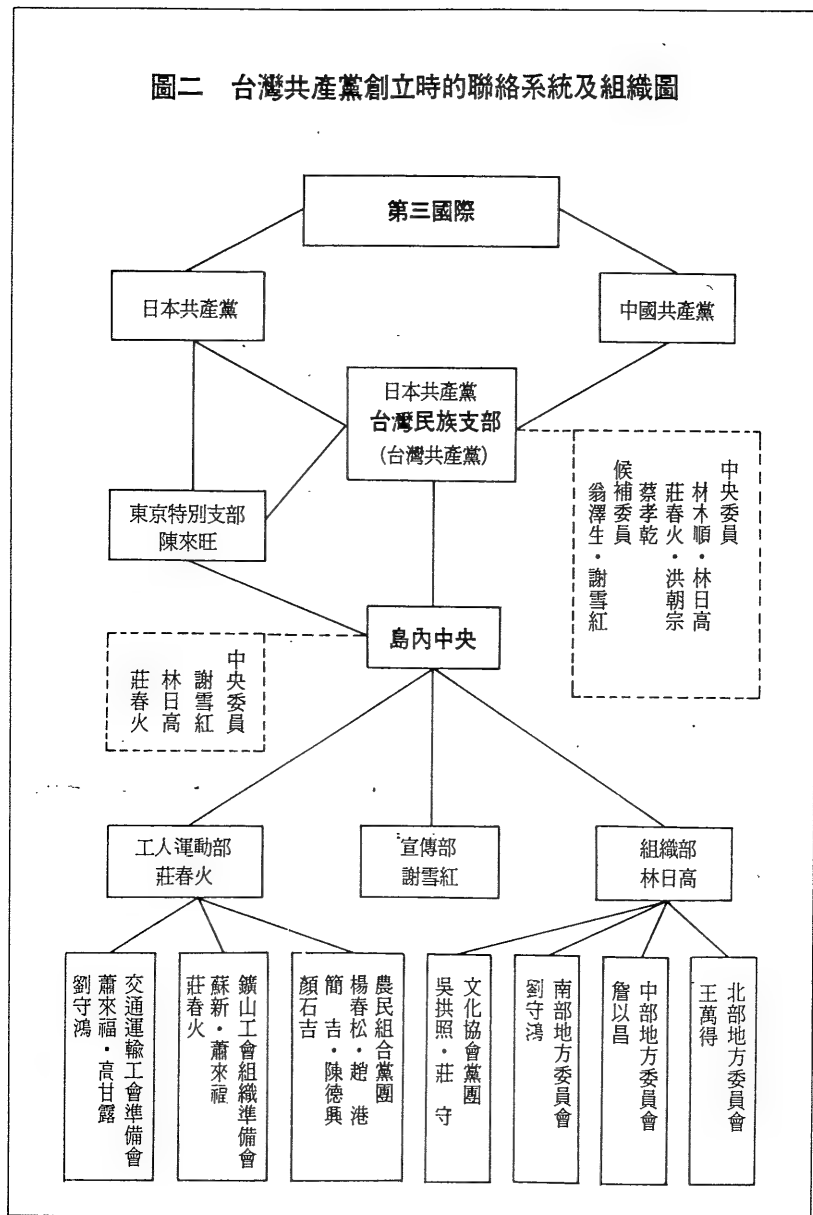 圖二　台灣共產黨創立時的聯絡系統及組織圖
第三國際
日本共產黨
中國共產黨
日本共產黨
台灣民族支部
(台灣共產黨)
中央委員
林木順・林日高
莊春火・洪朝宗
蔡孝乾
候補委員
翁澤生・謝雪紅
東京特別支部
陳來旺
島內中央
中央委員
謝雪紅
林日高
莊春火
工人運動部
莊春火
宣傳部
謝雪紅
組織部
林日高
北部地方委員會
王萬得
中部地方委員會
詹以昌
南部地方委員會
劉守鴻
文化協會黨團
吳拱照・莊　守
農民組合黨團
楊春松・趙　港
簡　吉・陳德興
顏石吉
鑛山工會組織準備會
蘇新・蕭來福
莊春火
交通運輸工會準備會
蕭來福・高甘露
劉守鴻